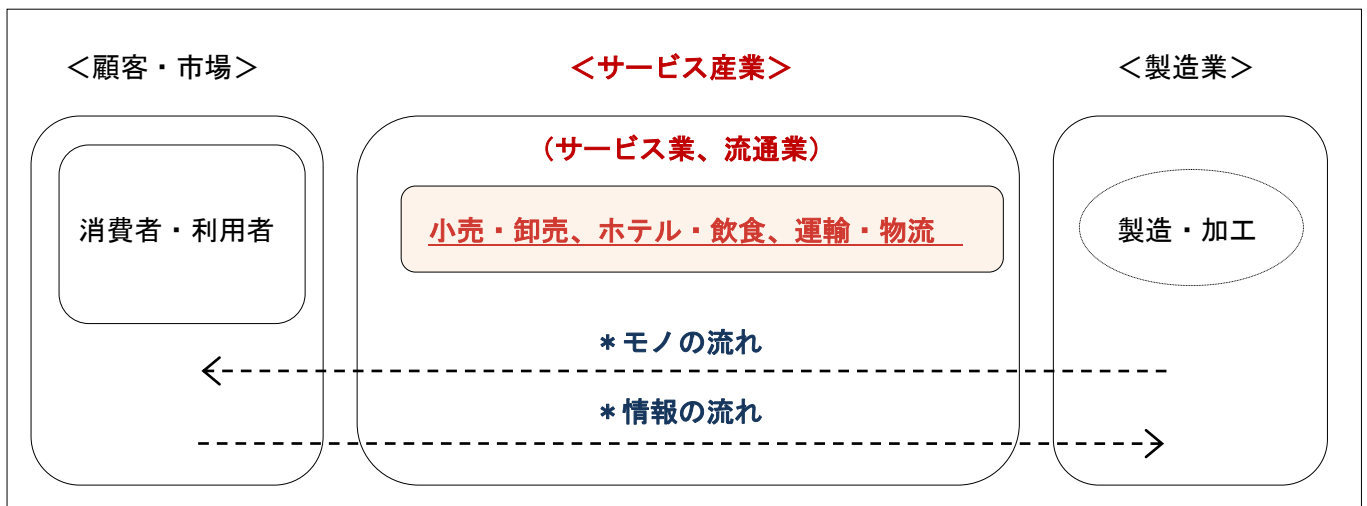 ＜顧客・市場＞
＜サービス産業＞
＜製造業＞
（サービス業、流通業）
消費者・利用者
小売・卸売、ホテル・飲食、運輸・物流
製造・加工
＊モノの流れ
＊情報の流れ